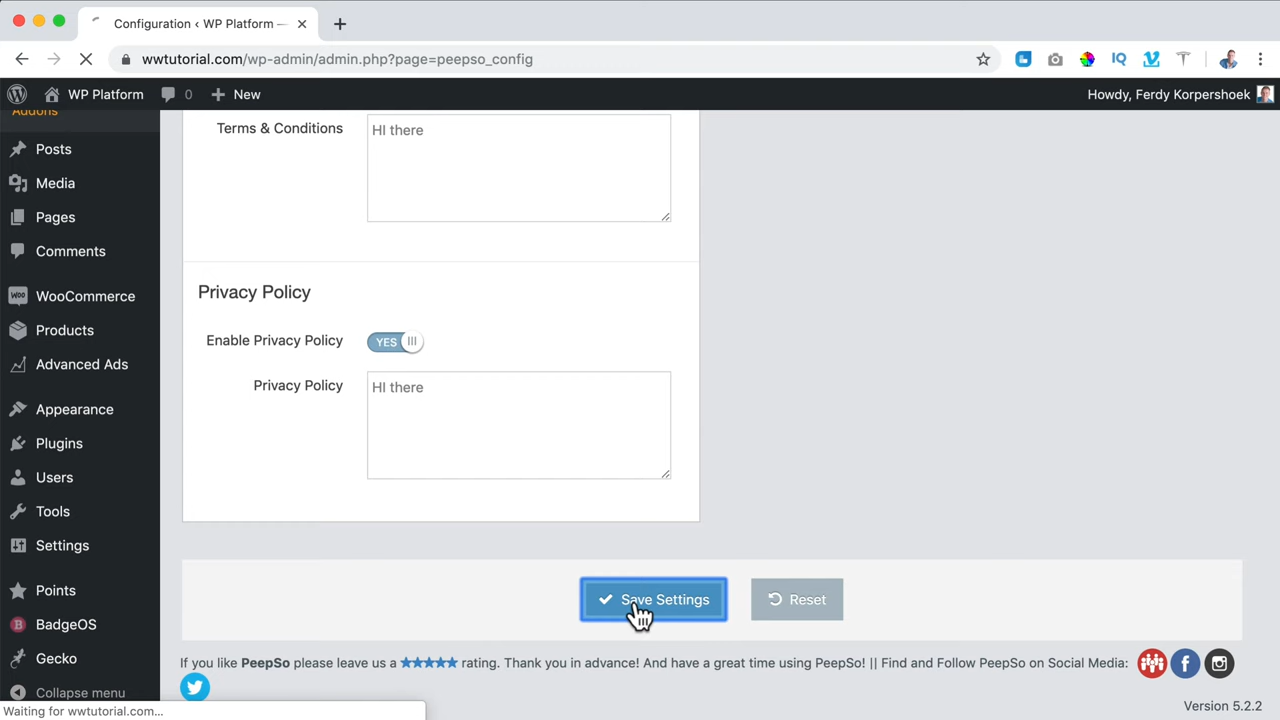 Configuration ‹ WP Platform —
wwtutorial.com/wp-admin/admin.php?page=peepso_config
IQ
WP Platform
0
New
Howdy, Ferdy Korpershoek
Addons
Posts
Media
Pages
Comments
Woo
WooCommerce
Products
Advanced Ads
Appearance
Plugins
Users
Tools
Settings
Points
BadgeOS
Gecko
Collapse menu
Terms & Conditions
HI there
Privacy Policy
Enable Privacy Policy
YES
Privacy Policy
HI there
Save Settings
Reset
If you like PeepSo please leave us a ★★★★★ rating. Thank you in advance! And have a great time using PeepSo! || Find and Follow PeepSo on Social Media:
Version 5.2.2
Waiting for wwtutorial.com...